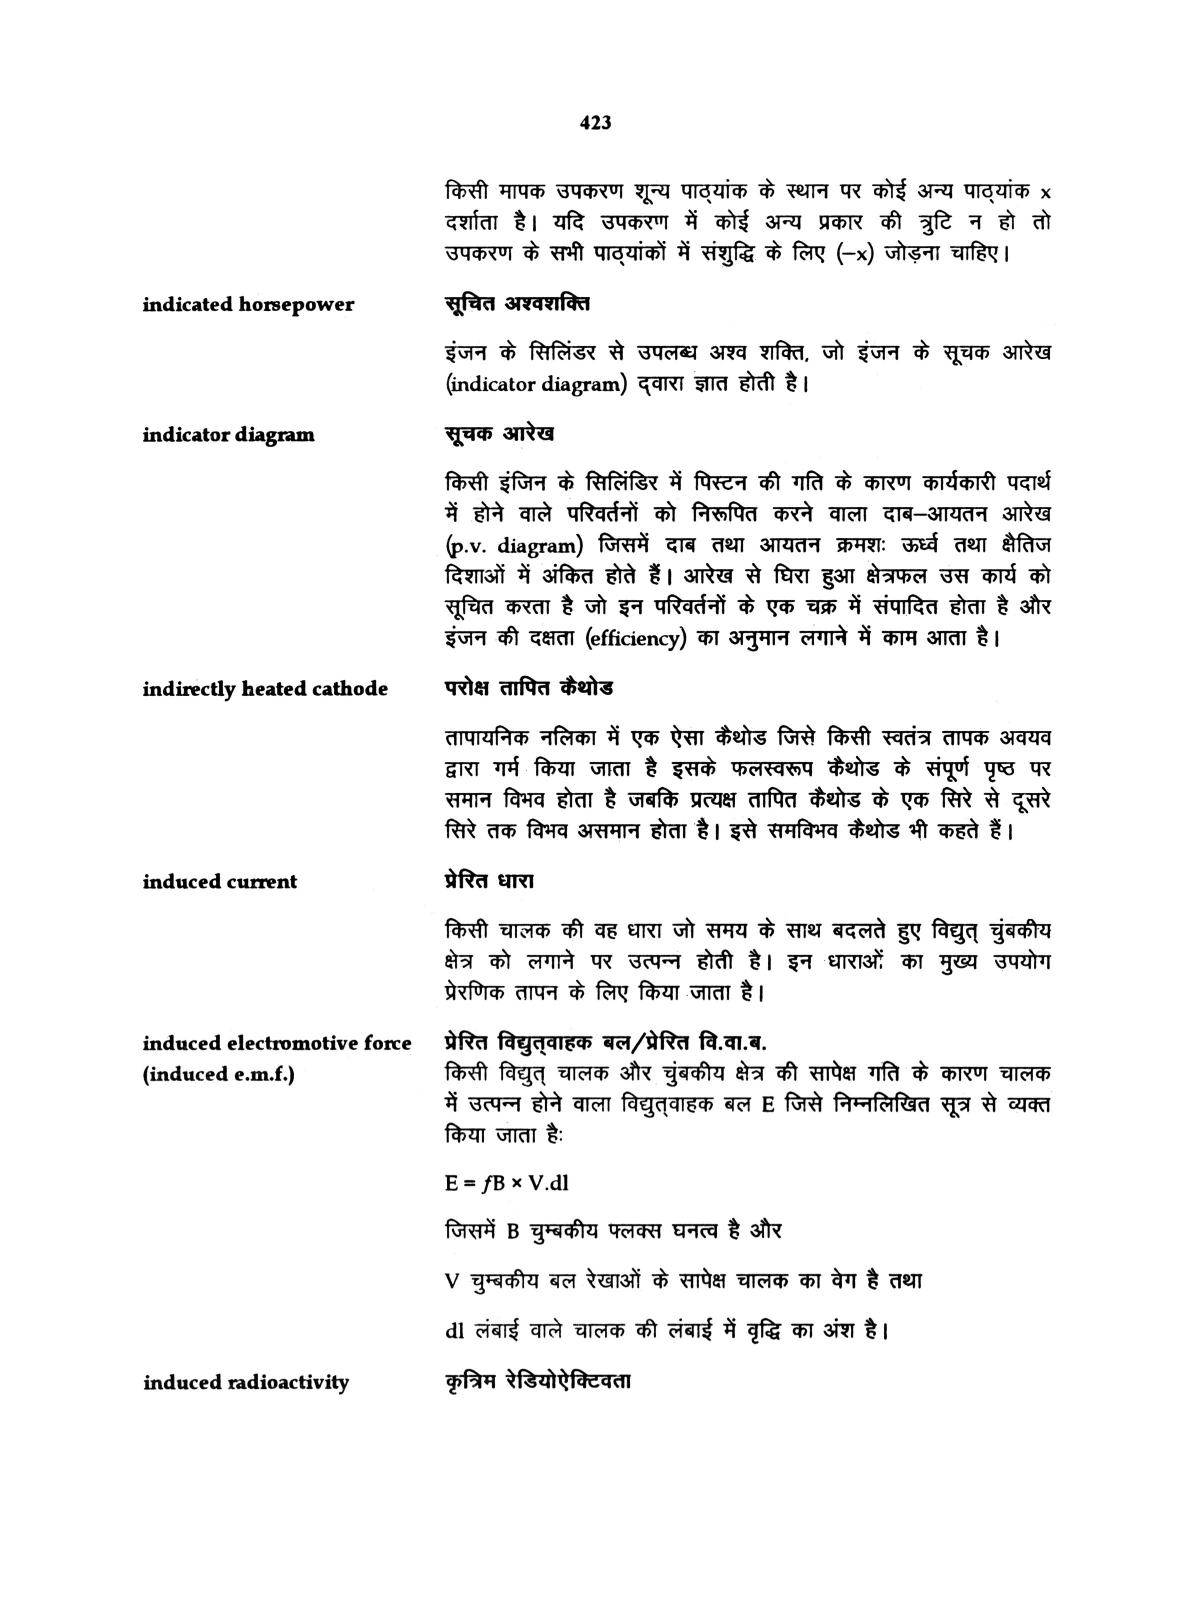 423
किसी मापक उपकरण शून्य पाठ्यांक के स्थान पर कोई अन्य पाठ्यांक x
दर्शाता है। यदि उपकरण में कोई अन्य प्रकार की त्रुटि न हो तो
उपकरण के सभी पाठ्यांकों में संशुद्धि के लिए (–x) जोड़ना चाहिए।
indicated horsepower सूचित अश्वशक्ति
इंजन के सिलिंडर से उपलब्ध अश्व शक्ति, जो इंजन के सूचक आरेख
(indicator diagram) द्वारा ज्ञात होती है।
indicator diagram सूचक आरेख
किसी इंजिन के सिलिंडिर में पिस्टन की गति के कारण कार्यकारी पदार्थ
में होने वाले परिवर्तनों को निरूपित करने वाला दाब–आयतन आरेख
(p.v. diagram) जिसमें दाब तथा आयतन क्रमशः ऊर्ध्व तथा क्षैतिज
दिशाओं में अंकित होते हैं। आरेख से घिरा हुआ क्षेत्रफल उस कार्य को
सूचित करता है जो इन परिवर्तनों के एक चक्र में संपादित होता है और
इंजन की दक्षता (efficiency) का अनुमान लगाने में काम आता है।
indirectly heated cathode परोक्ष तापित कैथोड
तापायनिक नलिका में एक ऐसा कैथोड जिसे किसी स्वतंत्र तापक अवयव
द्वारा गर्म किया जाता है इसके फलस्वरूप कैथोड के संपूर्ण पृष्ठ पर
समान विभव होता है जबकि प्रत्यक्ष तापित कैथोड के एक सिरे से दूसरे
सिरे तक विभव असमान होता है। इसे समविभव कैथोड भी कहते हैं।
induced current प्रेरित धारा
किसी चालक की वह धारा जो समय के साथ बदलते हुए विद्युत् चुंबकीय
क्षेत्र को लगाने पर उत्पन्न होती है। इन धाराओं का मुख्य उपयोग
प्रेरणिक तापन के लिए किया जाता है।
induced electromotive force प्रेरित विद्युत्‌वाहक बल/प्रेरित वि.वा.ब.
(induced e.m.f.) किसी विद्युत् चालक और चुंबकीय क्षेत्र की सापेक्ष गति के कारण चालक
में उत्पन्न होने वाला विद्युत्‌वाहक बल E जिसे निम्नलिखित सूत्र से व्यक्त
किया जाता हैः
E = ƒB × V.dl
जिसमें B चुम्बकीय फ्लक्स घनत्व है और
V चुम्बकीय बल रेखाओं के सापेक्ष चालक का वेग है तथा
dl लंबाई वाले चालक की लंबाई में वृद्धि का अंश है।
induced radioactivity कृत्रिम रेडियोऐक्टिवता